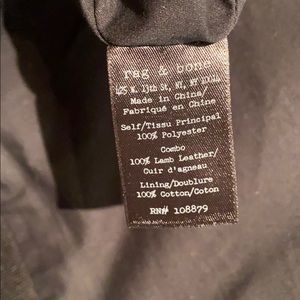 rag & bone
425 W. 13th St, NY, NY 10014
Made in China/
Fabriqué en Chine
Self/Tissu Principal
100% Polyester
Combo
100% Lamb Leather/
Cuir d'agneau
Lining/Doublure
100% Cotton/Coton
RN# 108879